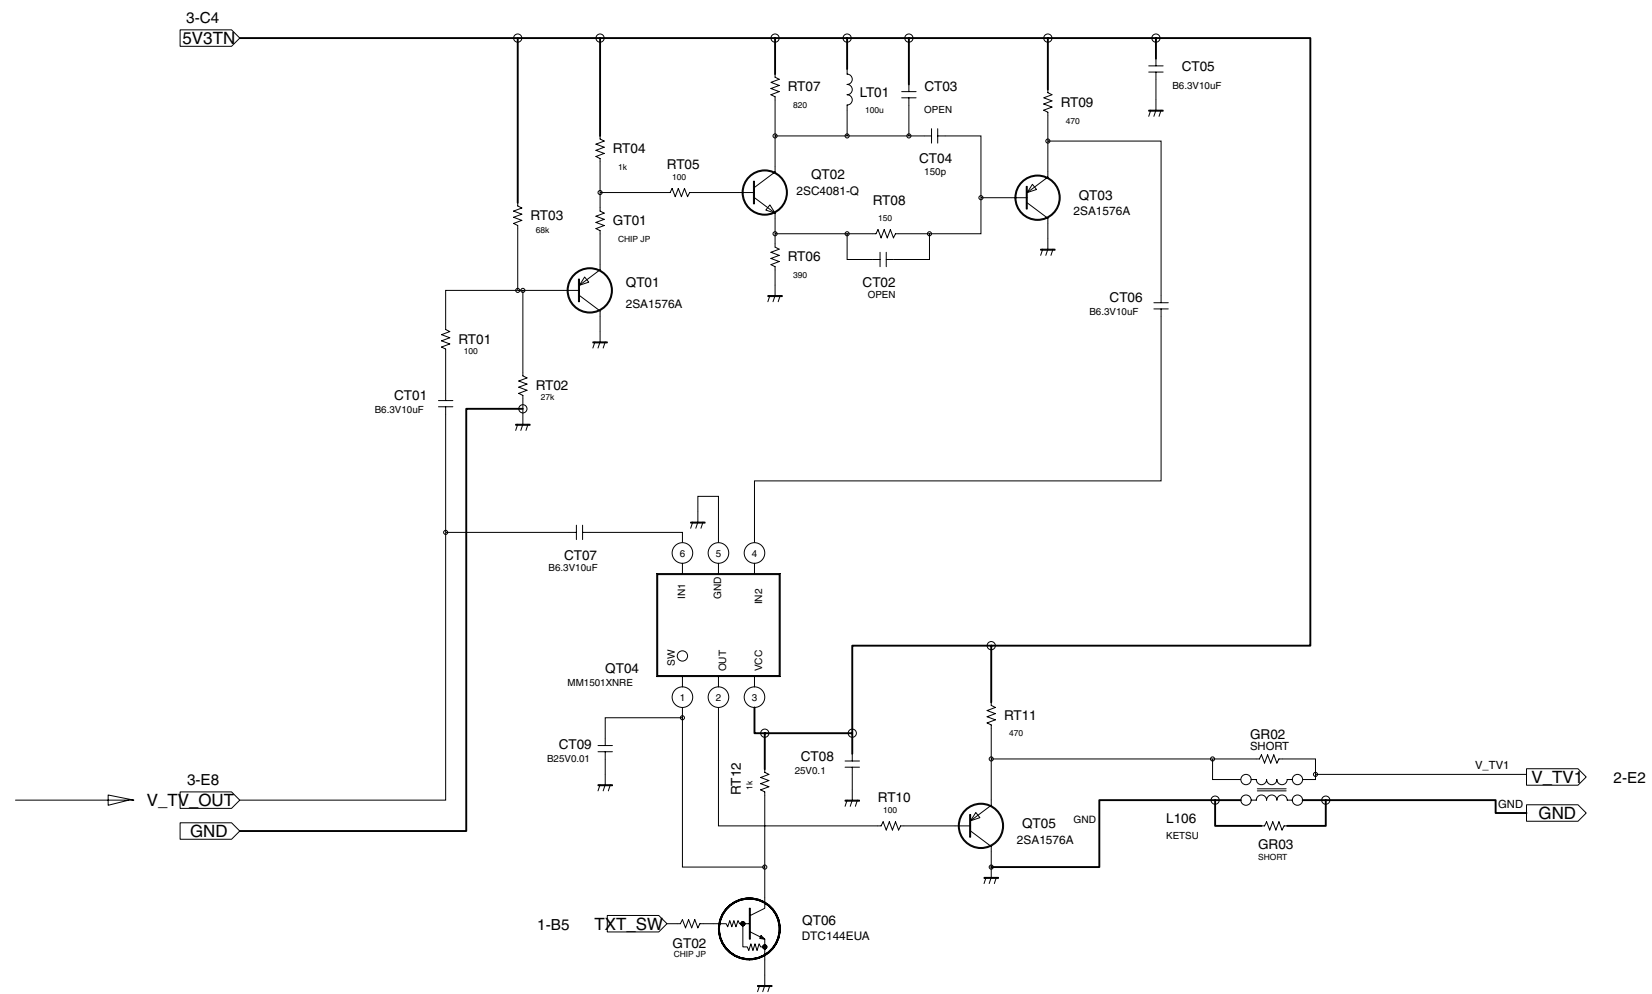 3-C4
5V3TN
RT07
820
LT01
100u
CT03
OPEN
RT09
470
CT05
B6.3V10uF
RT04
1k
RT05
100
QT02
2SC4081-Q
CT04
150p
RT03
68k
GT01
CHIP JP
RT08
150
QT03
2SA1576A
RT06
390
CT02
OPEN
QT01
2SA1576A
CT06
B6.3V10uF
RT01
100
RT02
27k
CT01
B6.3V10uF
CT07
B6.3V10uF
6
5
4
IN1
GND
IN2
SW
OUT
VCC
QT04
MM1501XNRE
1
2
3
CT09
B25V0.01
RT12
1k
CT08
25V0.1
RT11
470
GR02
SHORT
V_TV1
V_TV1
2-E2
3-E8
V_TV_OUT
GND
RT10
100
QT05
2SA1576A
GND
L106
KETSU
GR03
SHORT
GND
GND
1-B5
TXT_SW
GT02
CHIP JP
QT06
DTC144EUA